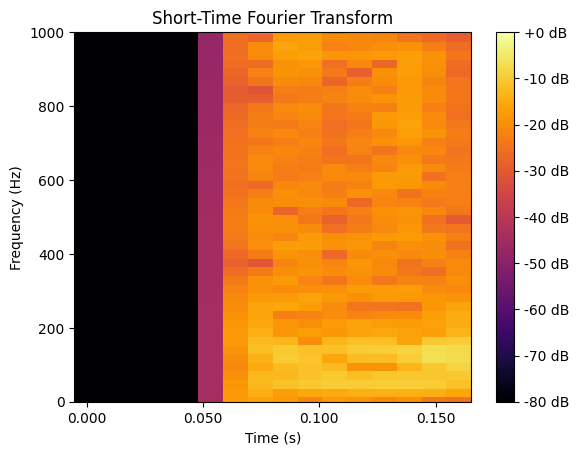 Short-Time Fourier Transform
1000
800
600
400
200
0
Frequency (Hz)
0.000
0.050
0.100
0.150
Time (s)
+0 dB
-10 dB
-20 dB
-30 dB
-40 dB
-50 dB
-60 dB
-70 dB
-80 dB